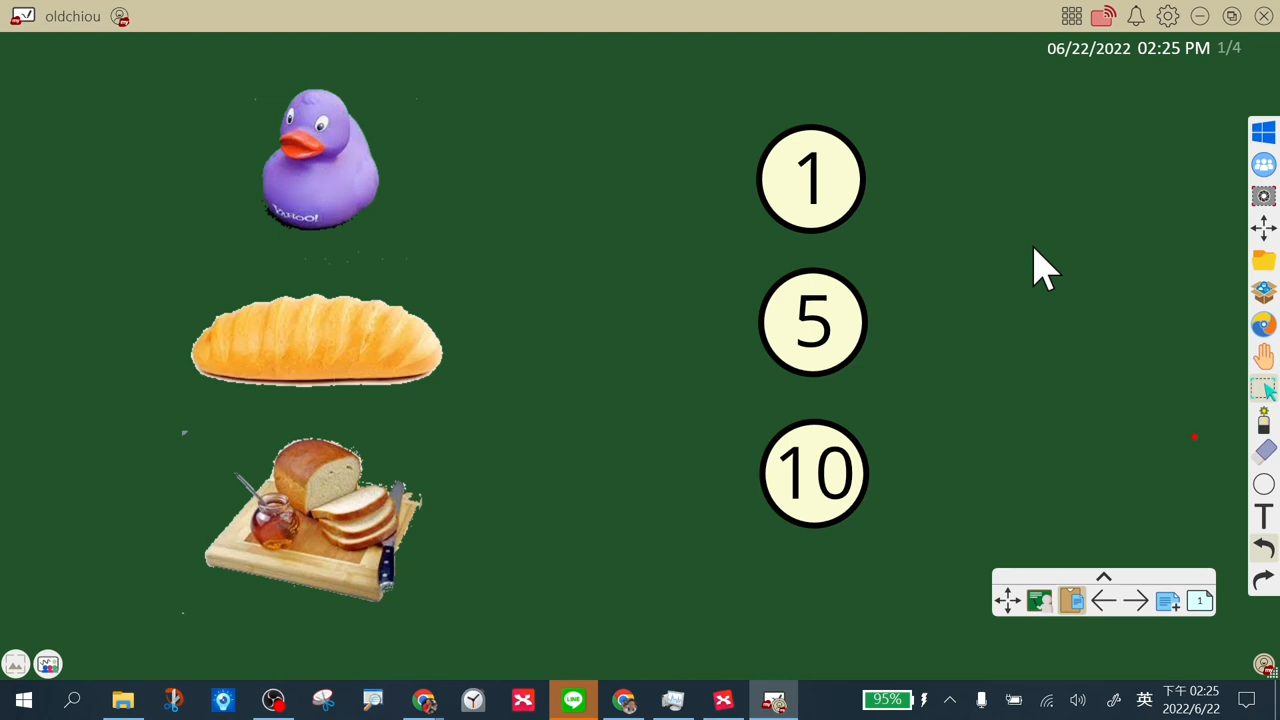 oldchiou
06/22/2022 02:25 PM 1/4
YAHOO!
1
5
10
T
1
95%
英
下午 02:25
2022/6/22
LINE